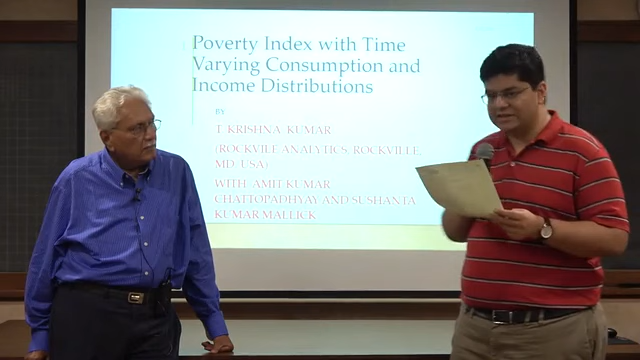 Poverty Index with Time
Varying Consumption and
Income Distributions
BY
T. KRISHNA KUMAR
(ROCKVILE ANALYTICS, ROCKVILLE,
MD, USA)
WITH AMIT KUMAR
CHATTOPADHYAY AND SUSHANTA
KUMAR MALLICK